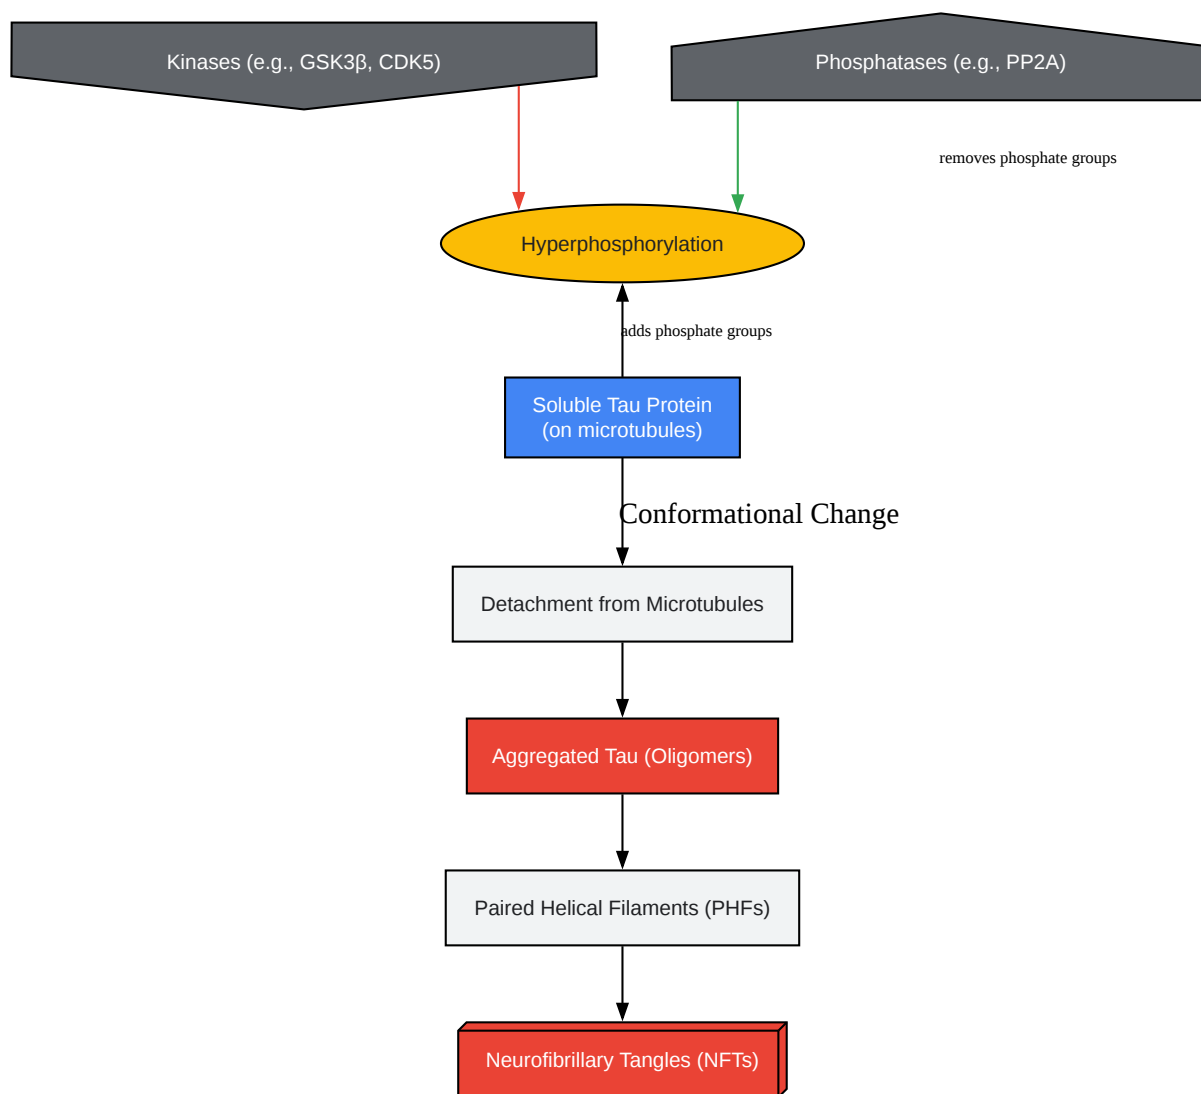 Kinases (e.g., GSK3β, CDK5)
Phosphatases (e.g., PP2A)
removes phosphate groups
Hyperphosphorylation
adds phosphate groups
Soluble Tau Protein
(on microtubules)
Conformational Change
Detachment from Microtubules
Aggregated Tau (Oligomers)
Paired Helical Filaments (PHFs)
Neurofibrillary Tangles (NFTs)